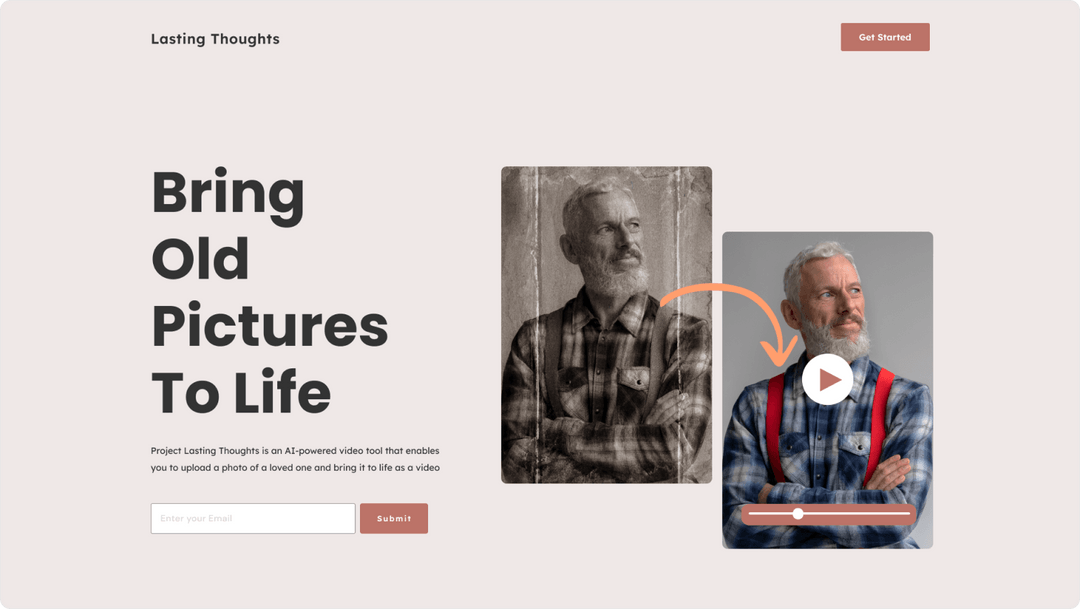 Lasting Thoughts
Get Started
Bring
Old
Pictures
To Life
Project Lasting Thoughts is an AI-powered video tool that enables
you to upload a photo of a loved one and bring it to life as a video
Enter your Email
Submit